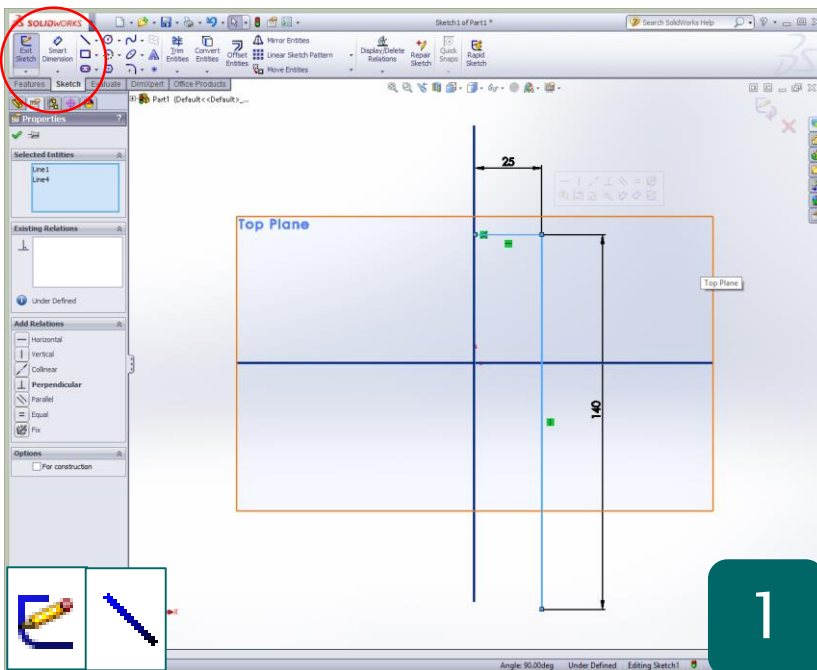 SOLIDWORKS
Sketch1 of Part1 *
Search SolidWorks Help
Exit Sketch
Smart Dimension
Trim Entities
Convert Entities
Offset Entities
Mirror Entities
Linear Sketch Pattern
Move Entities
Display/Delete Relations
Repair Sketch
Quick Snaps
Rapid Sketch
Features
Sketch
Evaluate
DimXpert
Office Products
Part1 (Default<<Default>_...
Properties
?
Selected Entities
Line1
Line4
Existing Relations
Under Defined
Add Relations
Horizontal
Vertical
Collinear
Perpendicular
Parallel
Equal
Fix
Options
For construction
25
Top Plane
Top Plane
140
1
Angle: 90.00deg
Under Defined
Editing Sketch1